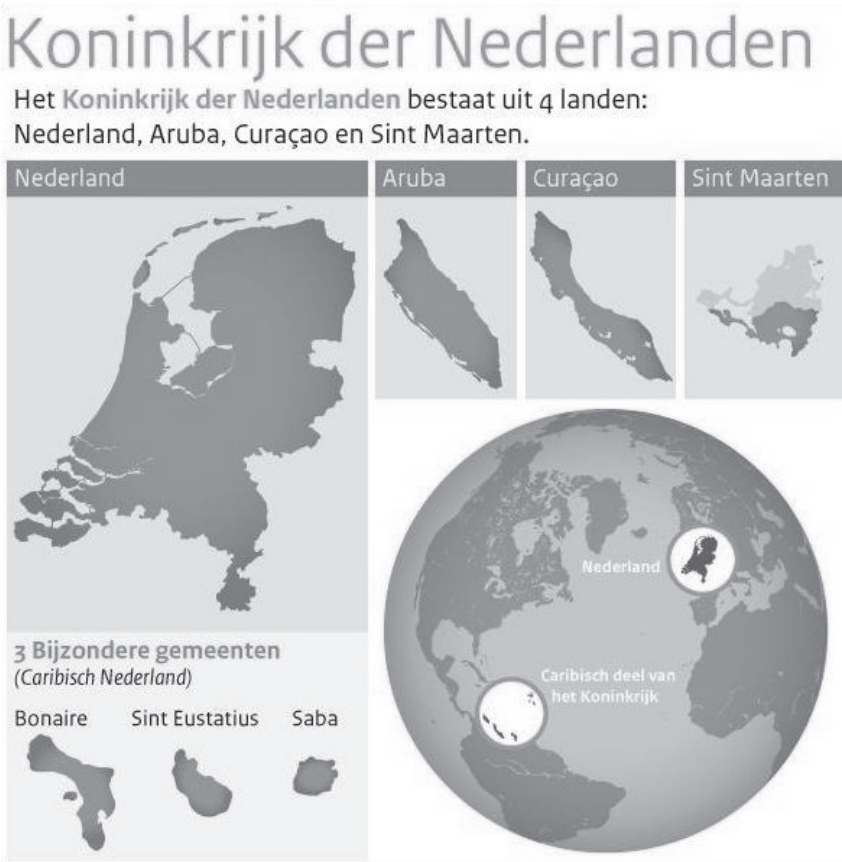 Koninkrijk der Nederlanden
Het Koninkrijk der Nederlanden bestaat uit 4 landen:
Nederland, Aruba, Curaçao en Sint Maarten.
Nederland
Aruba
Curaçao
Sint Maarten
Nederland
Caribisch deel van
het Koninkrijk
3 Bijzondere gemeenten
(Caribisch Nederland)
Bonaire
Sint Eustatius
Saba